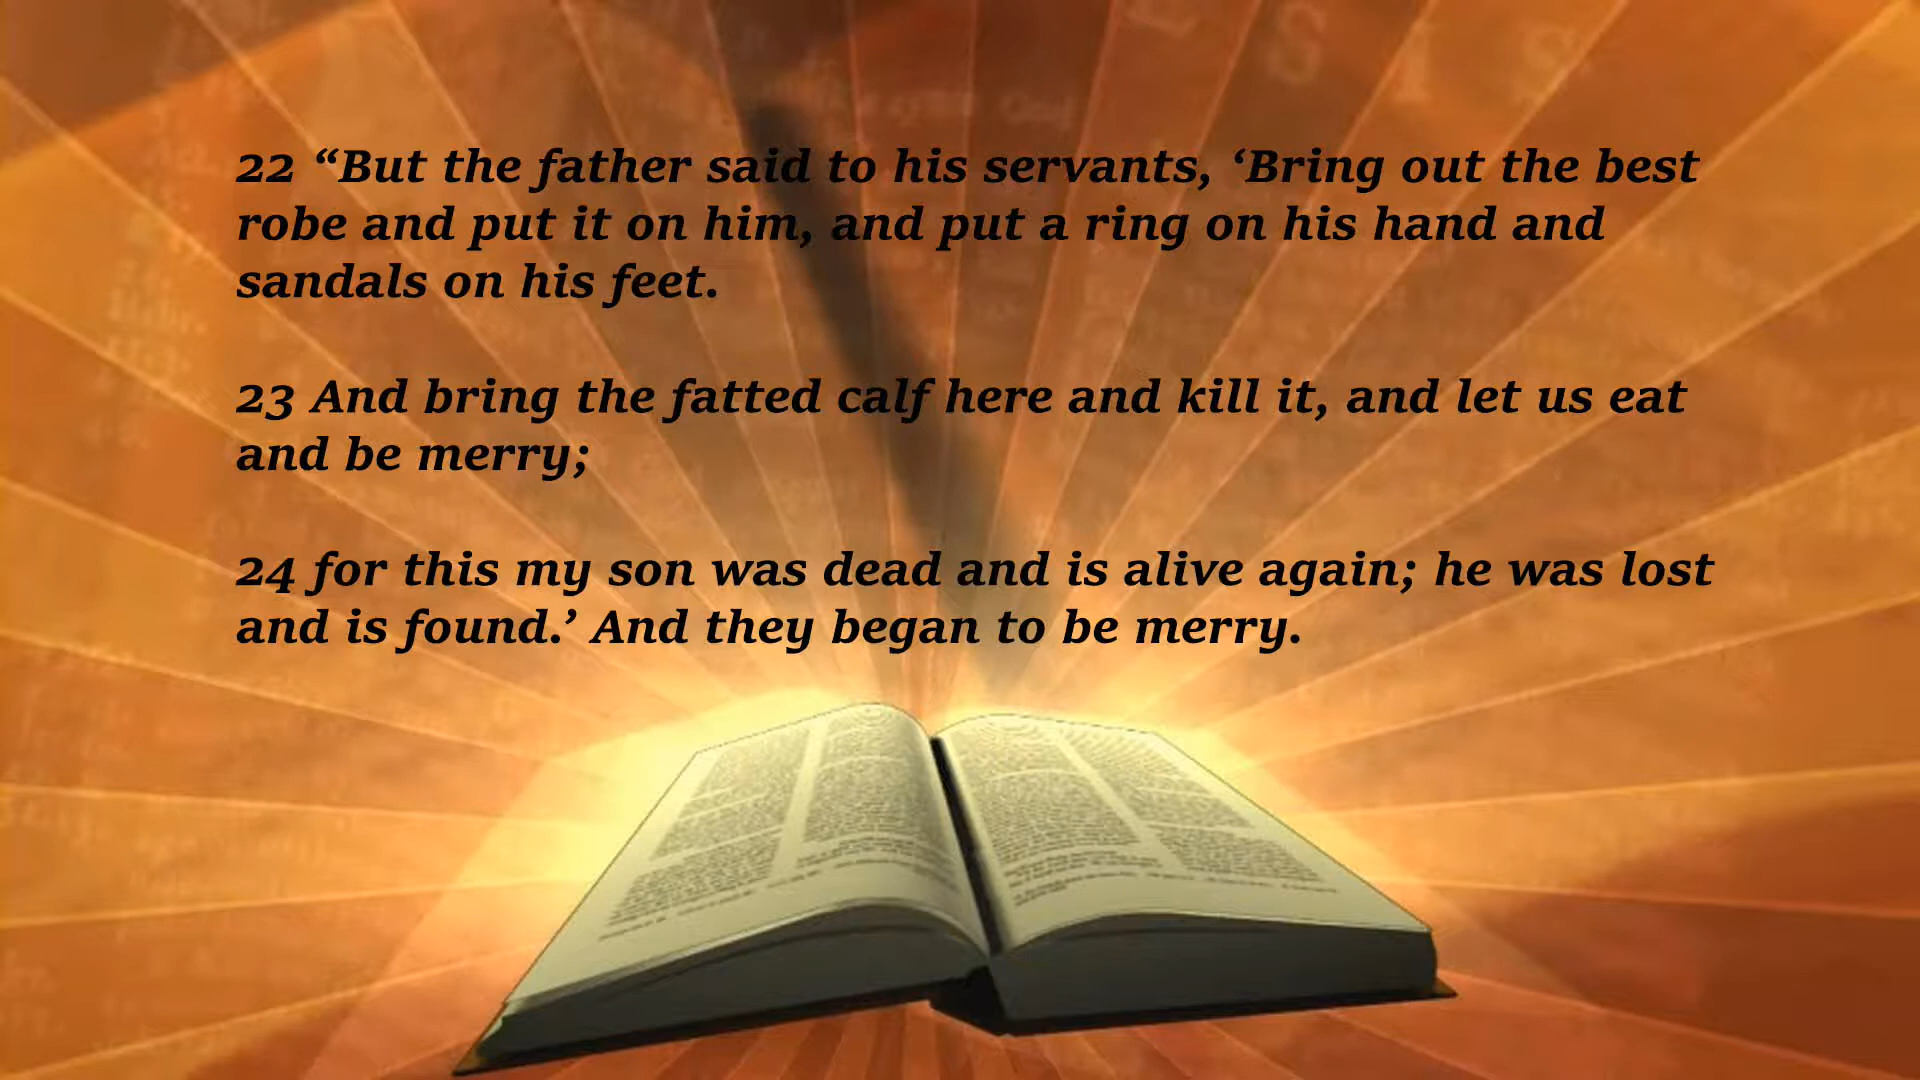 22 “But the father said to his servants, ‘Bring out the best
robe and put it on him, and put a ring on his hand and
sandals on his feet.
23 And bring the fatted calf here and kill it, and let us eat
and be merry;
24 for this my son was dead and is alive again; he was lost
and is found.’ And they began to be merry.